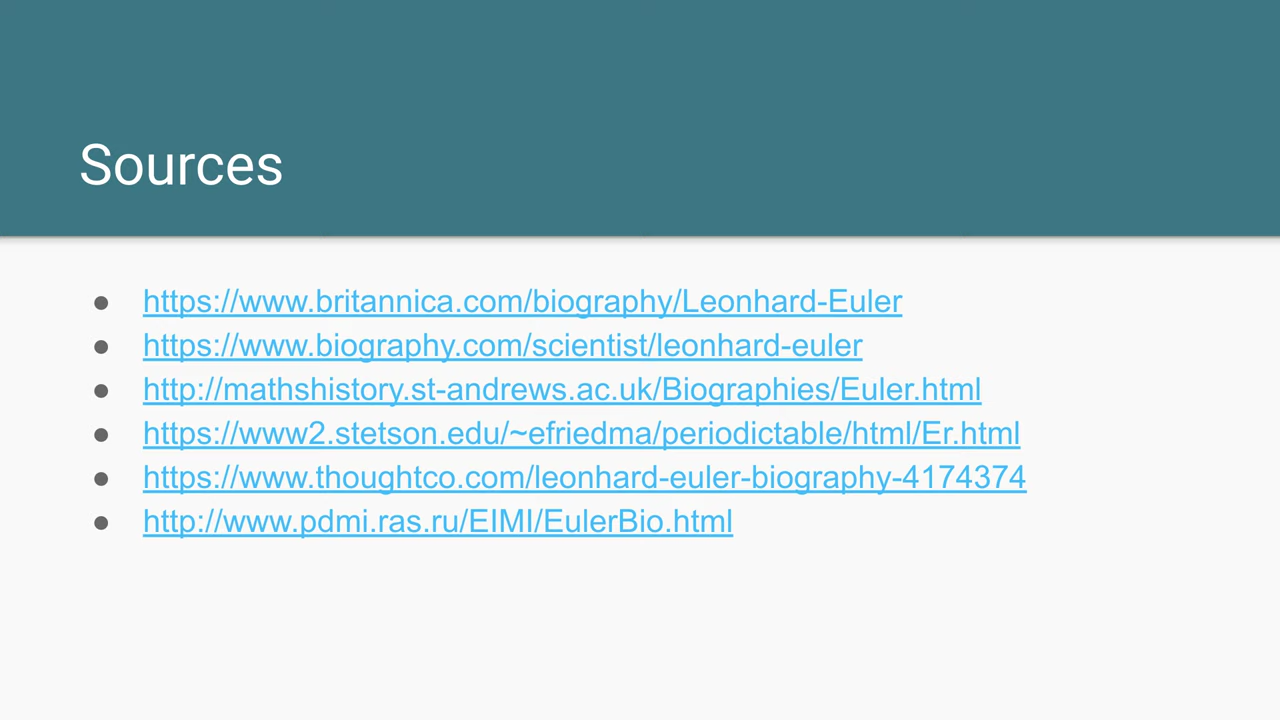 Sources
● https://www.britannica.com/biography/Leonhard-Euler
● https://www.biography.com/scientist/leonhard-euler
● http://mathshistory.st-andrews.ac.uk/Biographies/Euler.html
● https://www2.stetson.edu/~efriedma/periodictable/html/Er.html
● https://www.thoughtco.com/leonhard-euler-biography-4174374
● http://www.pdmi.ras.ru/EIMI/EulerBio.html